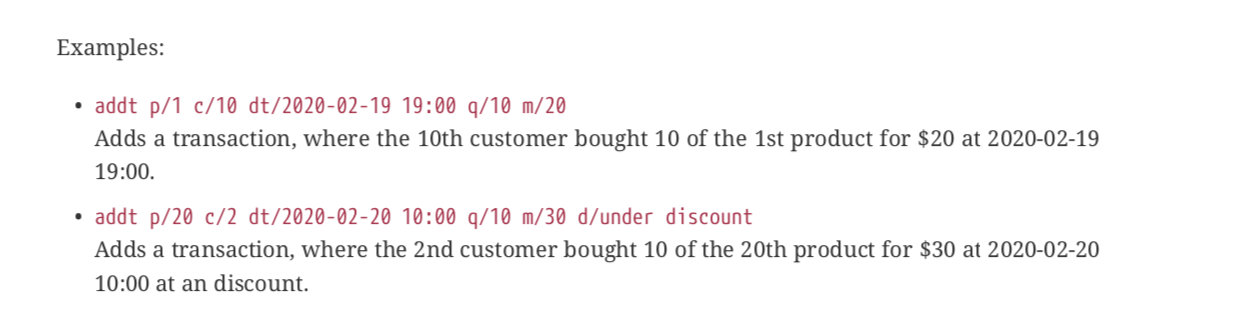 Examples:
• addt p/1 c/10 dt/2020-02-19 19:00 q/10 m/20
Adds a transaction, where the 10th customer bought 10 of the 1st product for $20 at 2020-02-19
19:00.
• addt p/20 c/2 dt/2020-02-20 10:00 q/10 m/30 d/under discount
Adds a transaction, where the 2nd customer bought 10 of the 20th product for $30 at 2020-02-20
10:00 at an discount.